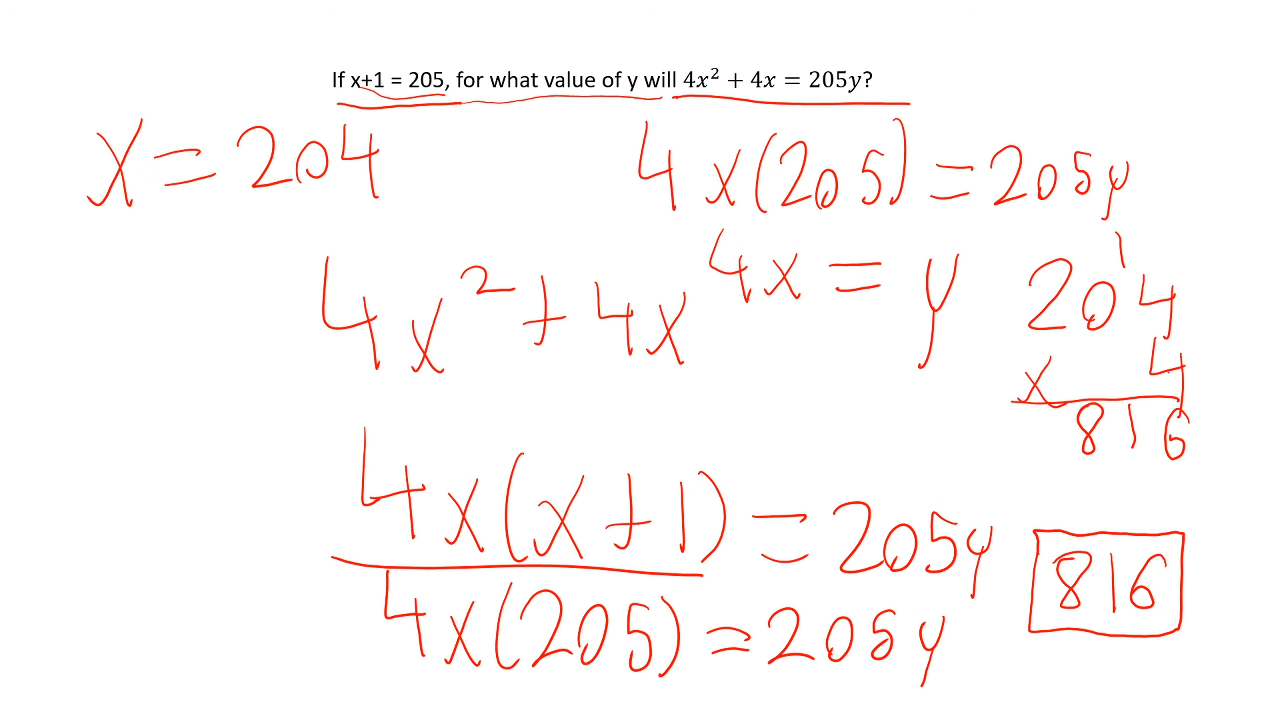 If x+1 = 205, for what value of y will 4x² + 4x = 205y?
x = 204
4x(205) = 205y
4x² + 4x
4x = y
1
204
x 4
816
4x(x+1) = 205y
4x(205) = 205y
816